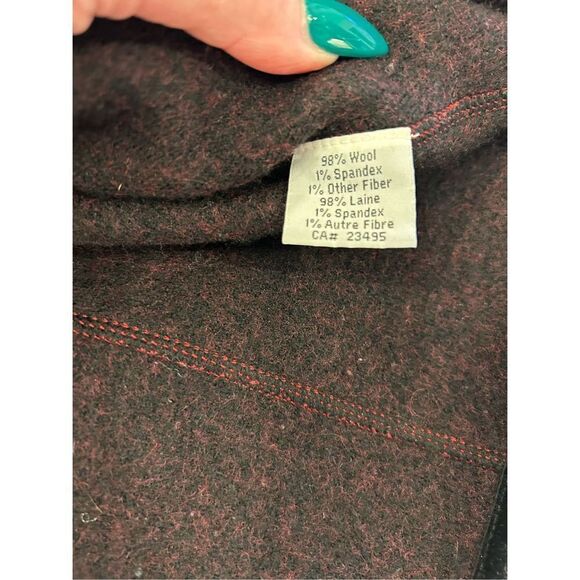 98% Wool
1% Spandex
1% Other Fiber
98% Laine
1% Spandex
1% Autre Fibre
CA# 23495